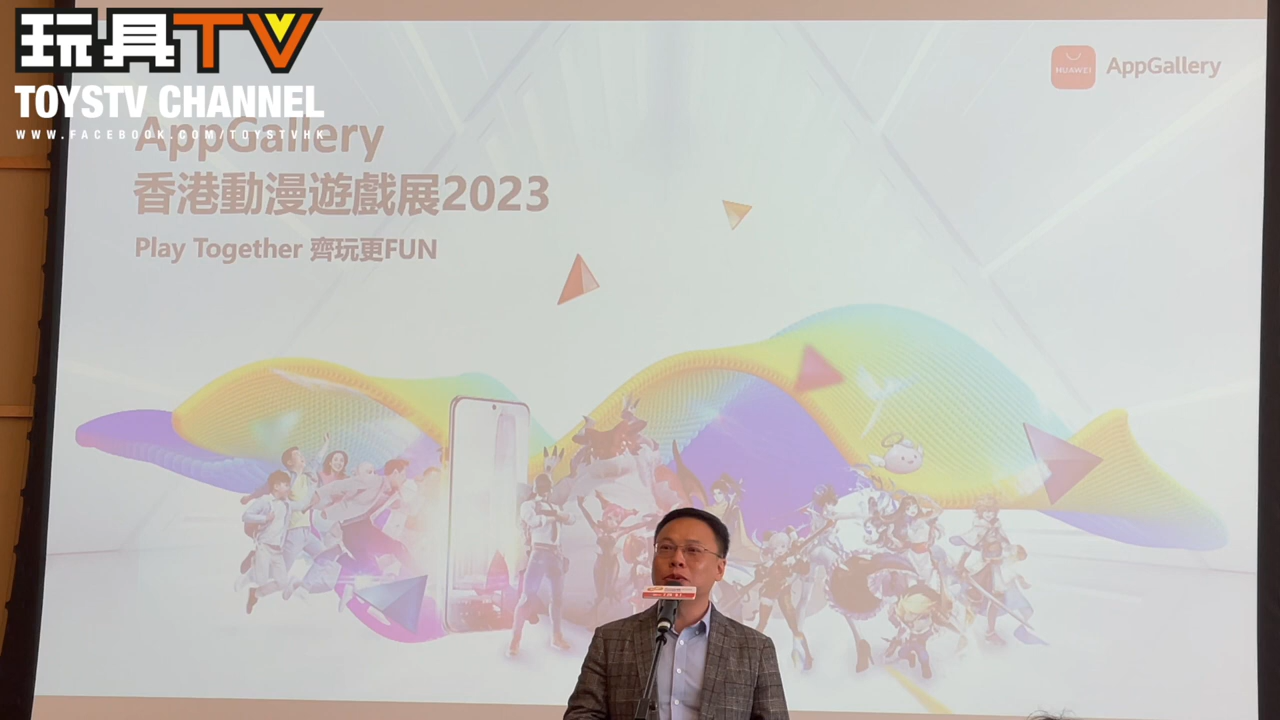 玩具TV
TOYSTV CHANNEL
WWW.FACEBOOK.COM/TOYSTVHK
HUAWEI
AppGallery
AppGallery
香港動漫遊戲展2023
Play Together 齊玩更FUN